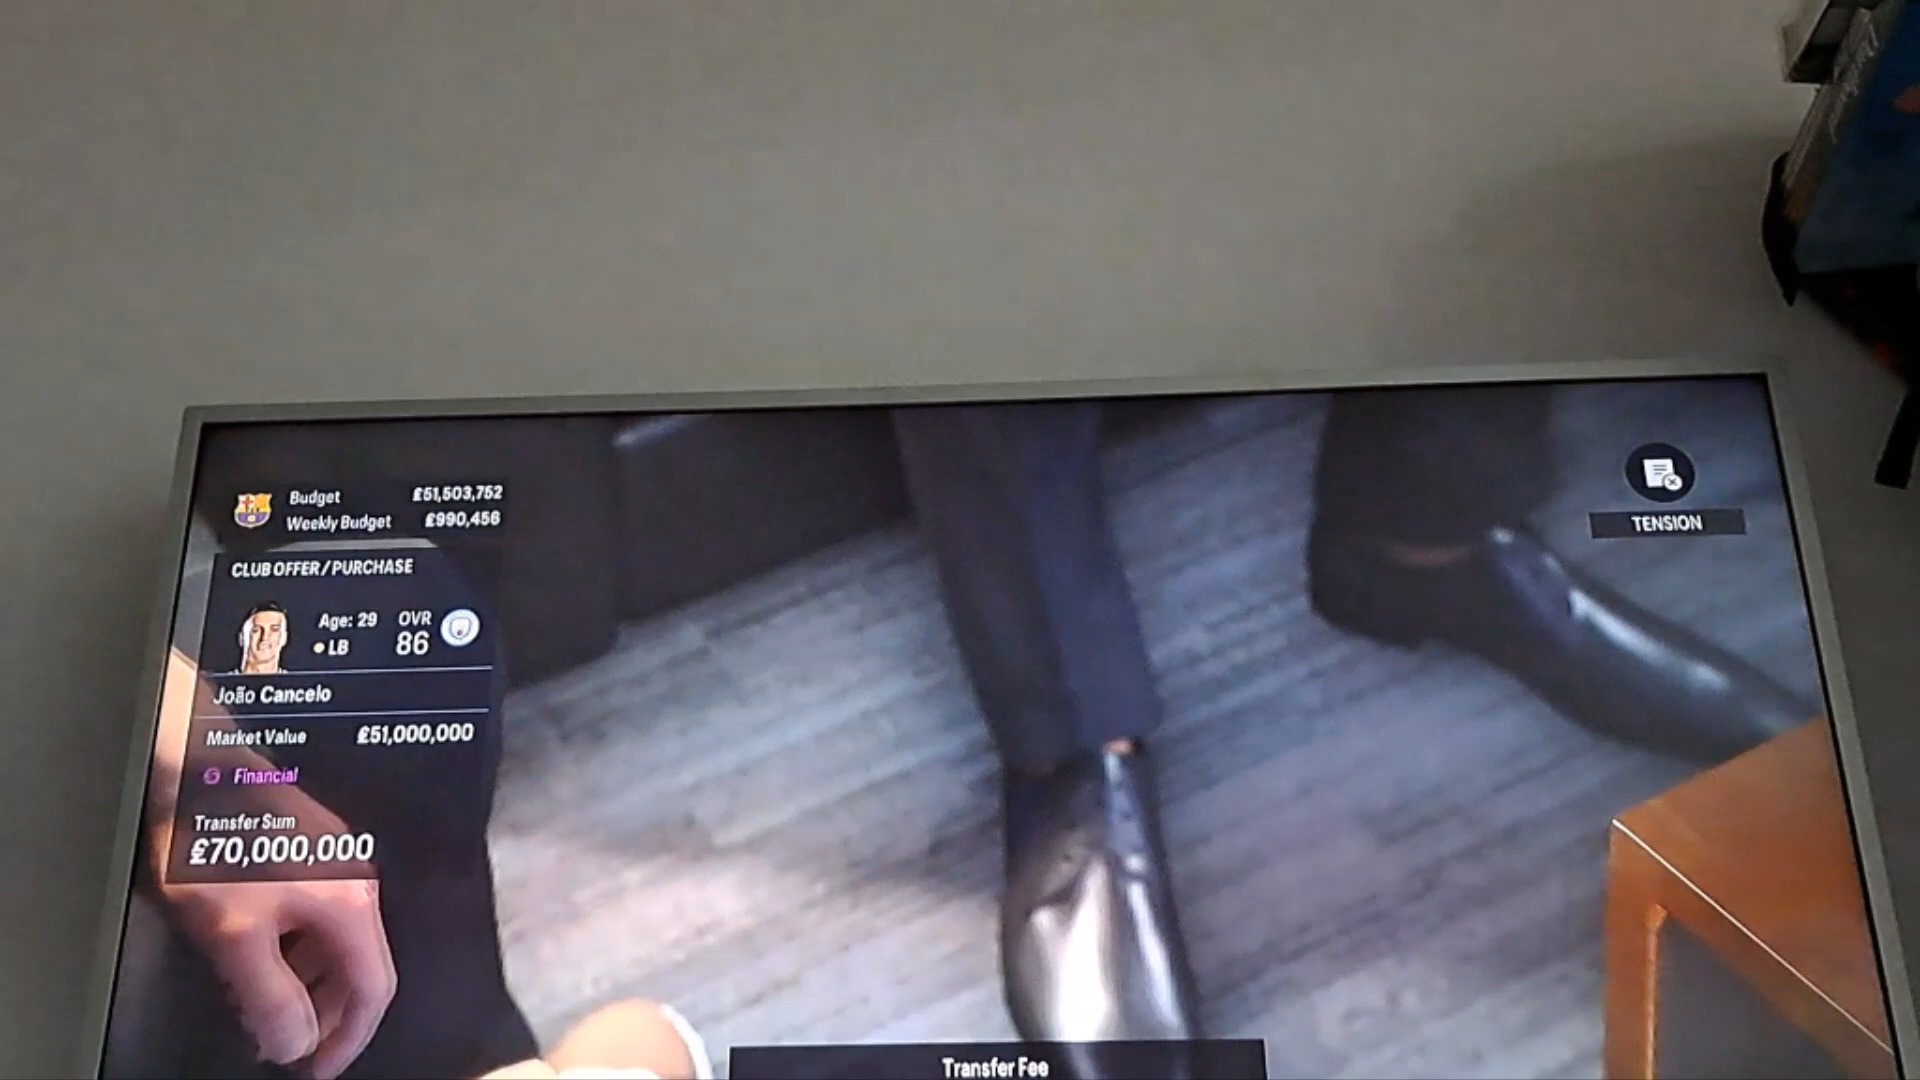 Budget £51,503,752
Weekly Budget £990,456
TENSION
CLUB OFFER / PURCHASE
Age: 29 OVR
LB 86
João Cancelo
Market Value £51,000,000
Financial
Transfer Sum
£70,000,000
Transfer Fee